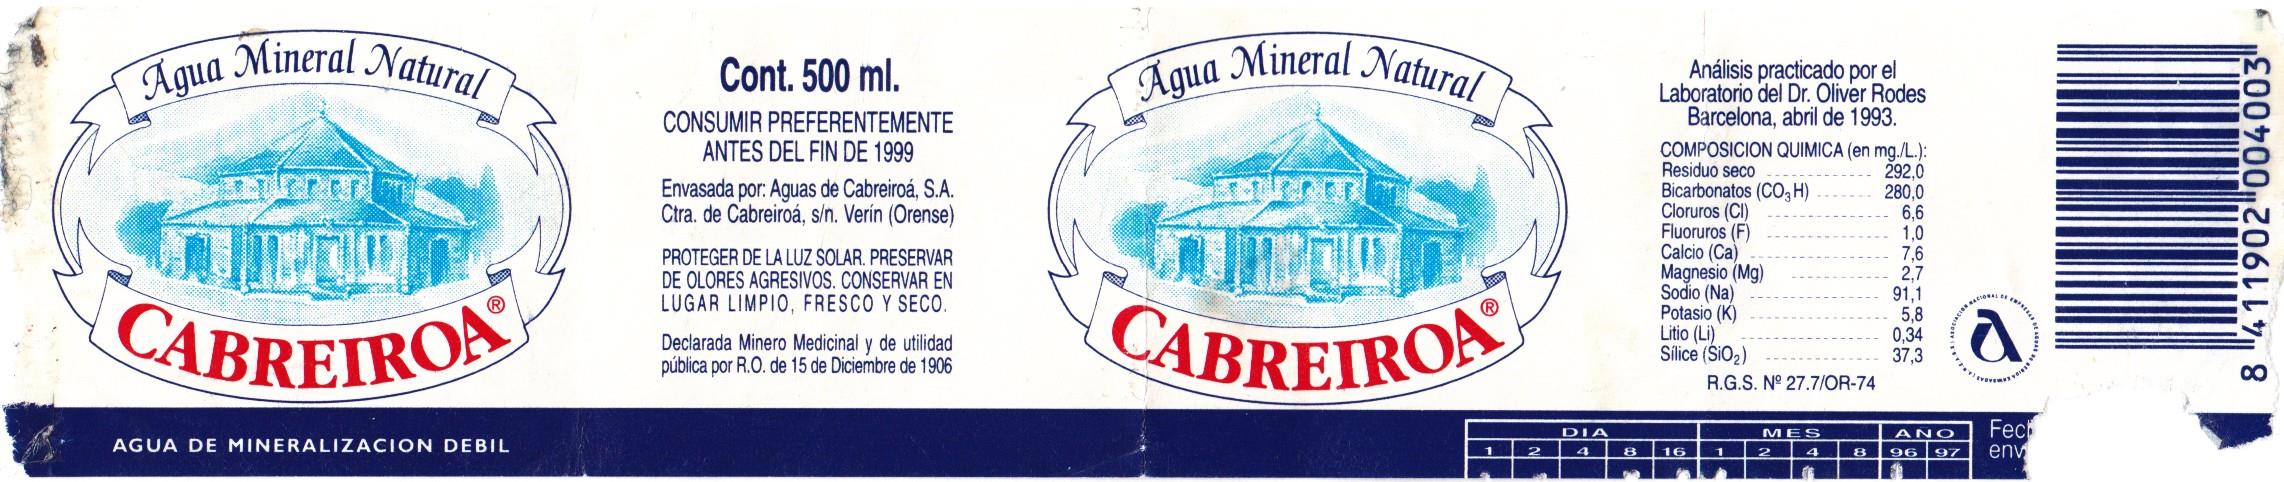 Agua Mineral Natural
CABREIROA®
AGUA DE MINERALIZACION DEBIL
Cont. 500 ml.
CONSUMIR PREFERENTEMENTE
ANTES DEL FIN DE 1999
Envasada por: Aguas de Cabreiroá, S.A.
Ctra. de Cabreiroá, s/n. Verín (Orense)
PROTEGER DE LA LUZ SOLAR. PRESERVAR
DE OLORES AGRESIVOS. CONSERVAR EN
LUGAR LIMPIO, FRESCO Y SECO.
Declarada Minero Medicinal y de utilidad
pública por R.O. de 15 de Diciembre de 1906
Agua Mineral Natural
CABREIROA®
Análisis practicado por el
Laboratorio del Dr. Oliver Rodes
Barcelona, abril de 1993.
COMPOSICION QUIMICA (en mg./L.):
Residuo seco 292,0
Bicarbonatos (CO₃H) 280,0
Cloruros (Cl) 6,6
Fluoruros (F) 1,0
Calcio (Ca) 7,6
Magnesio (Mg) 2,7
Sodio (Na) 91,1
Potasio (K) 5,8
Litio (Li) 0,34
Sílice (SiO₂) 37,3
R.G.S. Nº 27.7/OR-74
DIA MES ANO
1 2 4 8 16 1 2 4 8 96 97
8 411902 004003